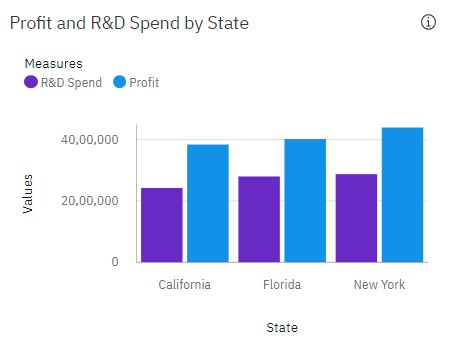 Profit and R&D Spend by State
Measures
R&D Spend Profit
40,00,000
20,00,000
0
Values
California Florida New York
State